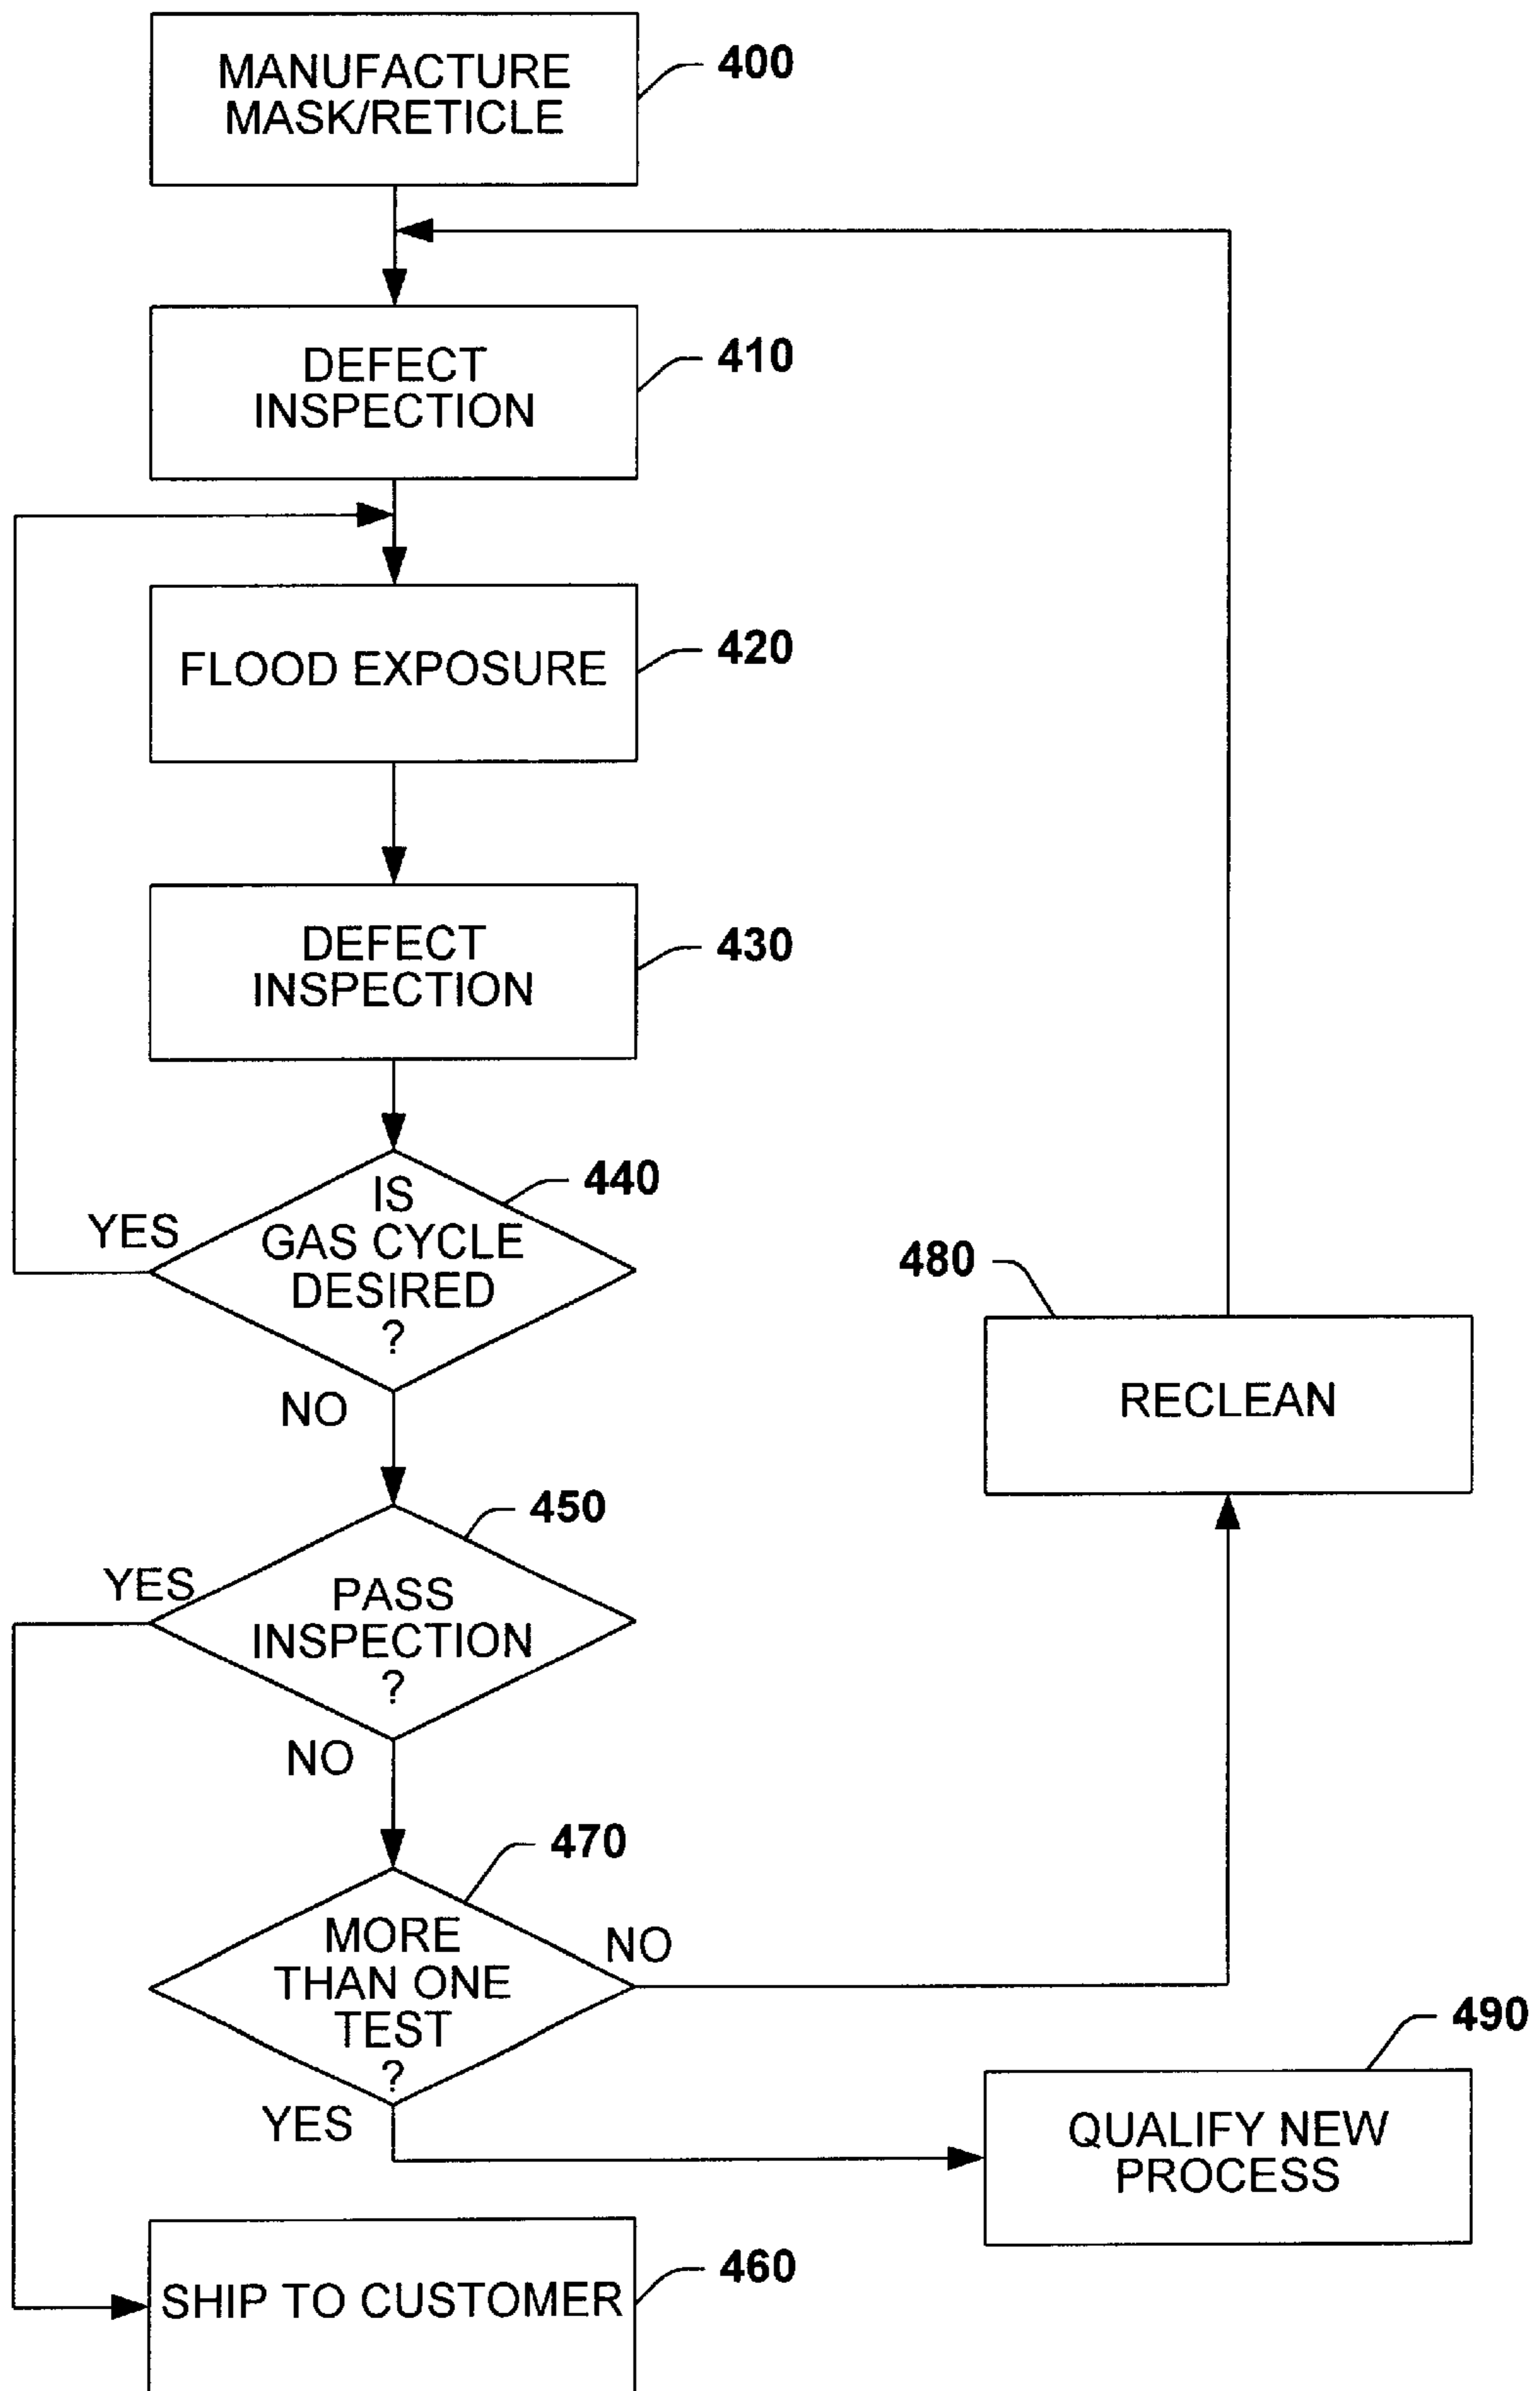 MANUFACTURE
MASK/RETICLE
400
DEFECT
INSPECTION
410
FLOOD EXPOSURE
420
DEFECT
INSPECTION
430
IS
GAS CYCLE
DESIRED
?
440
YES
NO
480
RECLEAN
450
YES
PASS
INSPECTION
?
NO
470
MORE
THAN ONE
TEST
?
NO
YES
490
QUALIFY NEW
PROCESS
SHIP TO CUSTOMER
460